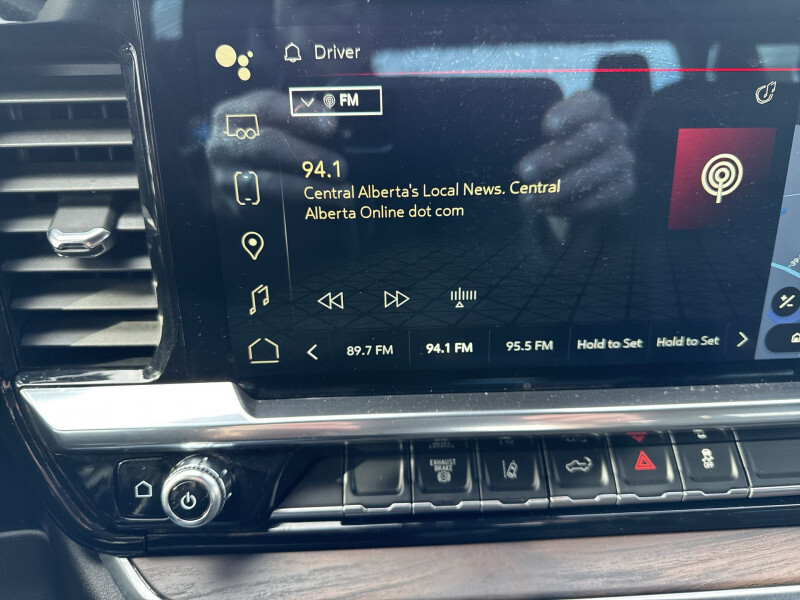 Driver
FM
94.1
Central Alberta's Local News. Central
Alberta Online dot com
89.7 FM 94.1 FM 95.5 FM Hold to Set Hold to Set
EXHAUST
BRAKE
OFF